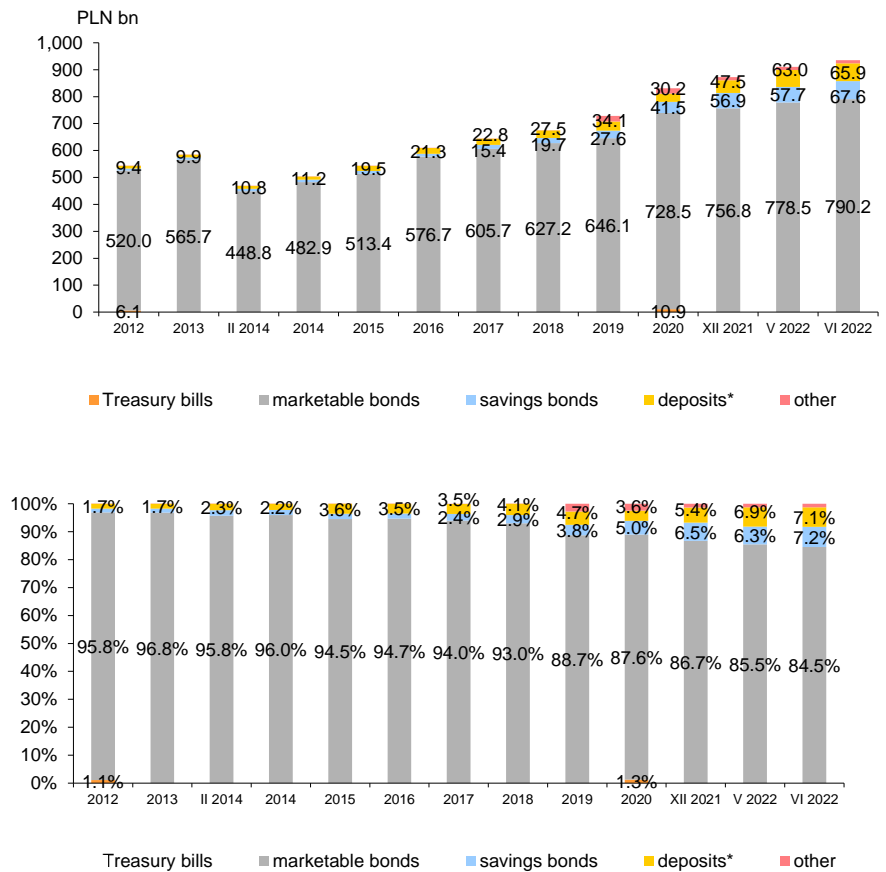 PLN bn
1,000
900
800
700
600
500
400
300
200
100
0
63.0 65.9
30.2 47.5
34.1 41.5 56.9 57.7 67.6
22.8 27.5
9.4 9.9 21.3 15.4 19.7 27.6
10.8 11.2 19.5
520.0 565.7 448.8 482.9 513.4 576.7 605.7 627.2 646.1 728.5 756.8 778.5 790.2
6.1 10.9
2012 2013 II 2014 2014 2015 2016 2017 2018 2019 2020 XII 2021 V 2022 VI 2022
Treasury bills marketable bonds savings bonds deposits* other
100%
90%
80%
70%
60%
50%
40%
30%
20%
10%
0%
1.7% 1.7% 2.3% 2.2% 3.6% 3.5% 3.5% 4.1% 4.7% 3.6% 5.4% 6.9% 7.1%
2.4% 2.9% 3.8% 5.0% 6.5% 6.3% 7.2%
95.8% 96.8% 95.8% 96.0% 94.5% 94.7% 94.0% 93.0% 88.7% 87.6% 86.7% 85.5% 84.5%
1.1% 1.3%
2012 2013 II 2014 2014 2015 2016 2017 2018 2019 2020 XII 2021 V 2022 VI 2022
Treasury bills marketable bonds savings bonds deposits* other